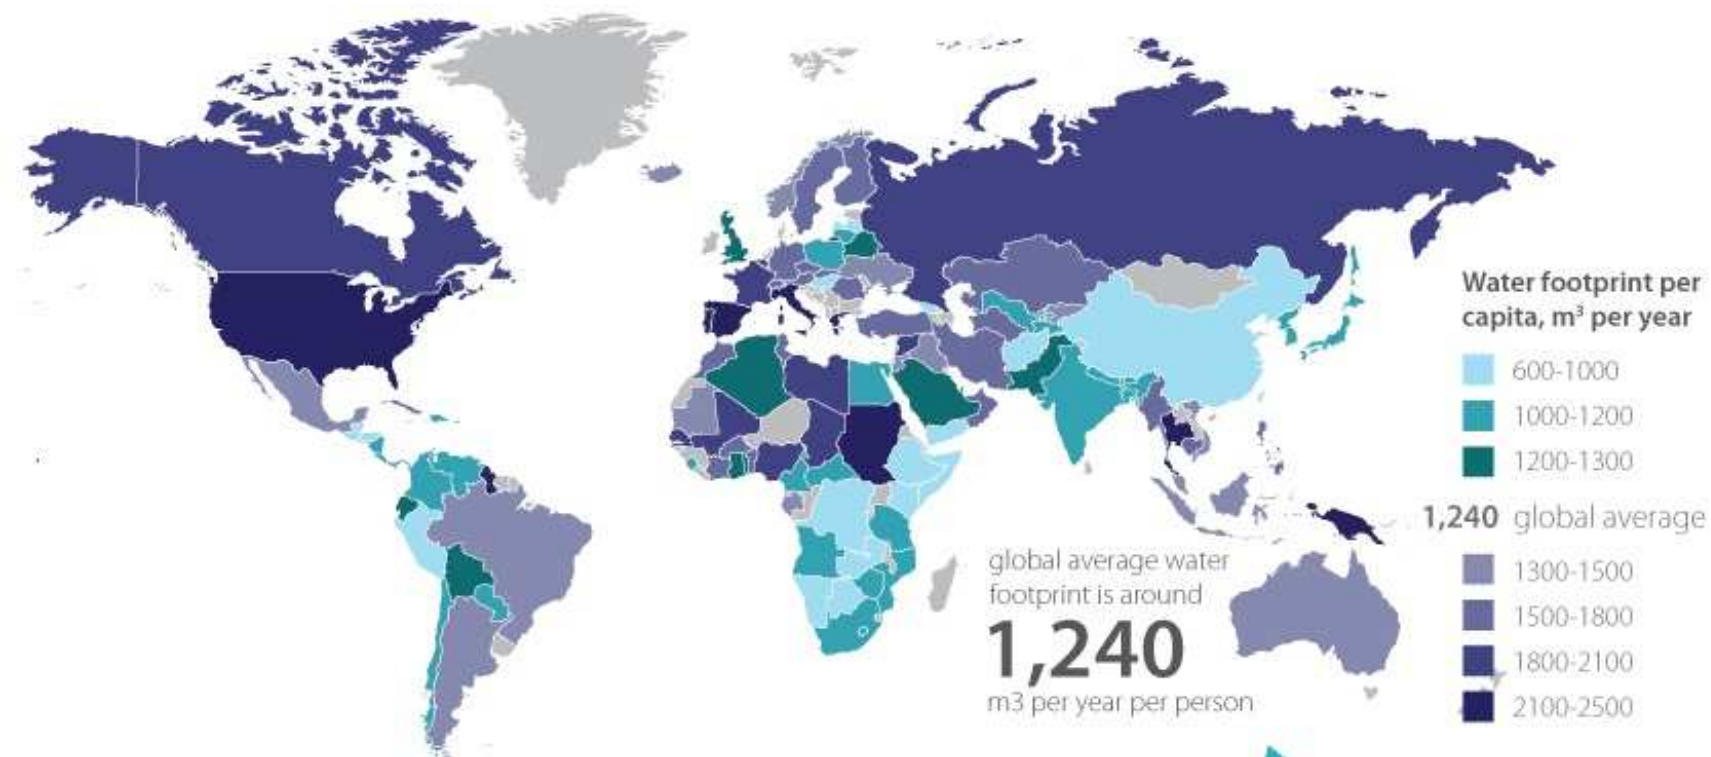 Water footprint per
capita, m³ per year
600-1000
1000-1200
1200-1300
1,240 global average
1300-1500
1500-1800
1800-2100
2100-2500
global average water
footprint is around
1,240
m3 per year per person